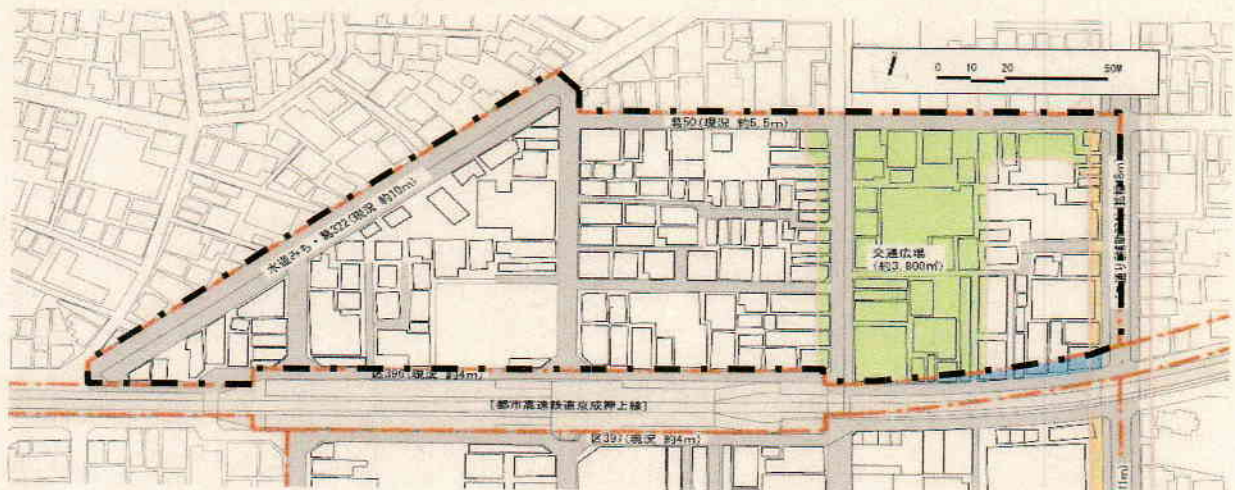 0 10 20 50M
葛50(現況 約5.5m)
水道みち・葛322(現況 約10m)
交通広場
(約3,800㎡)
区396(現況 約4m)
[都市高速鉄道京成押上線]
区397(現況 約4m)
11m)